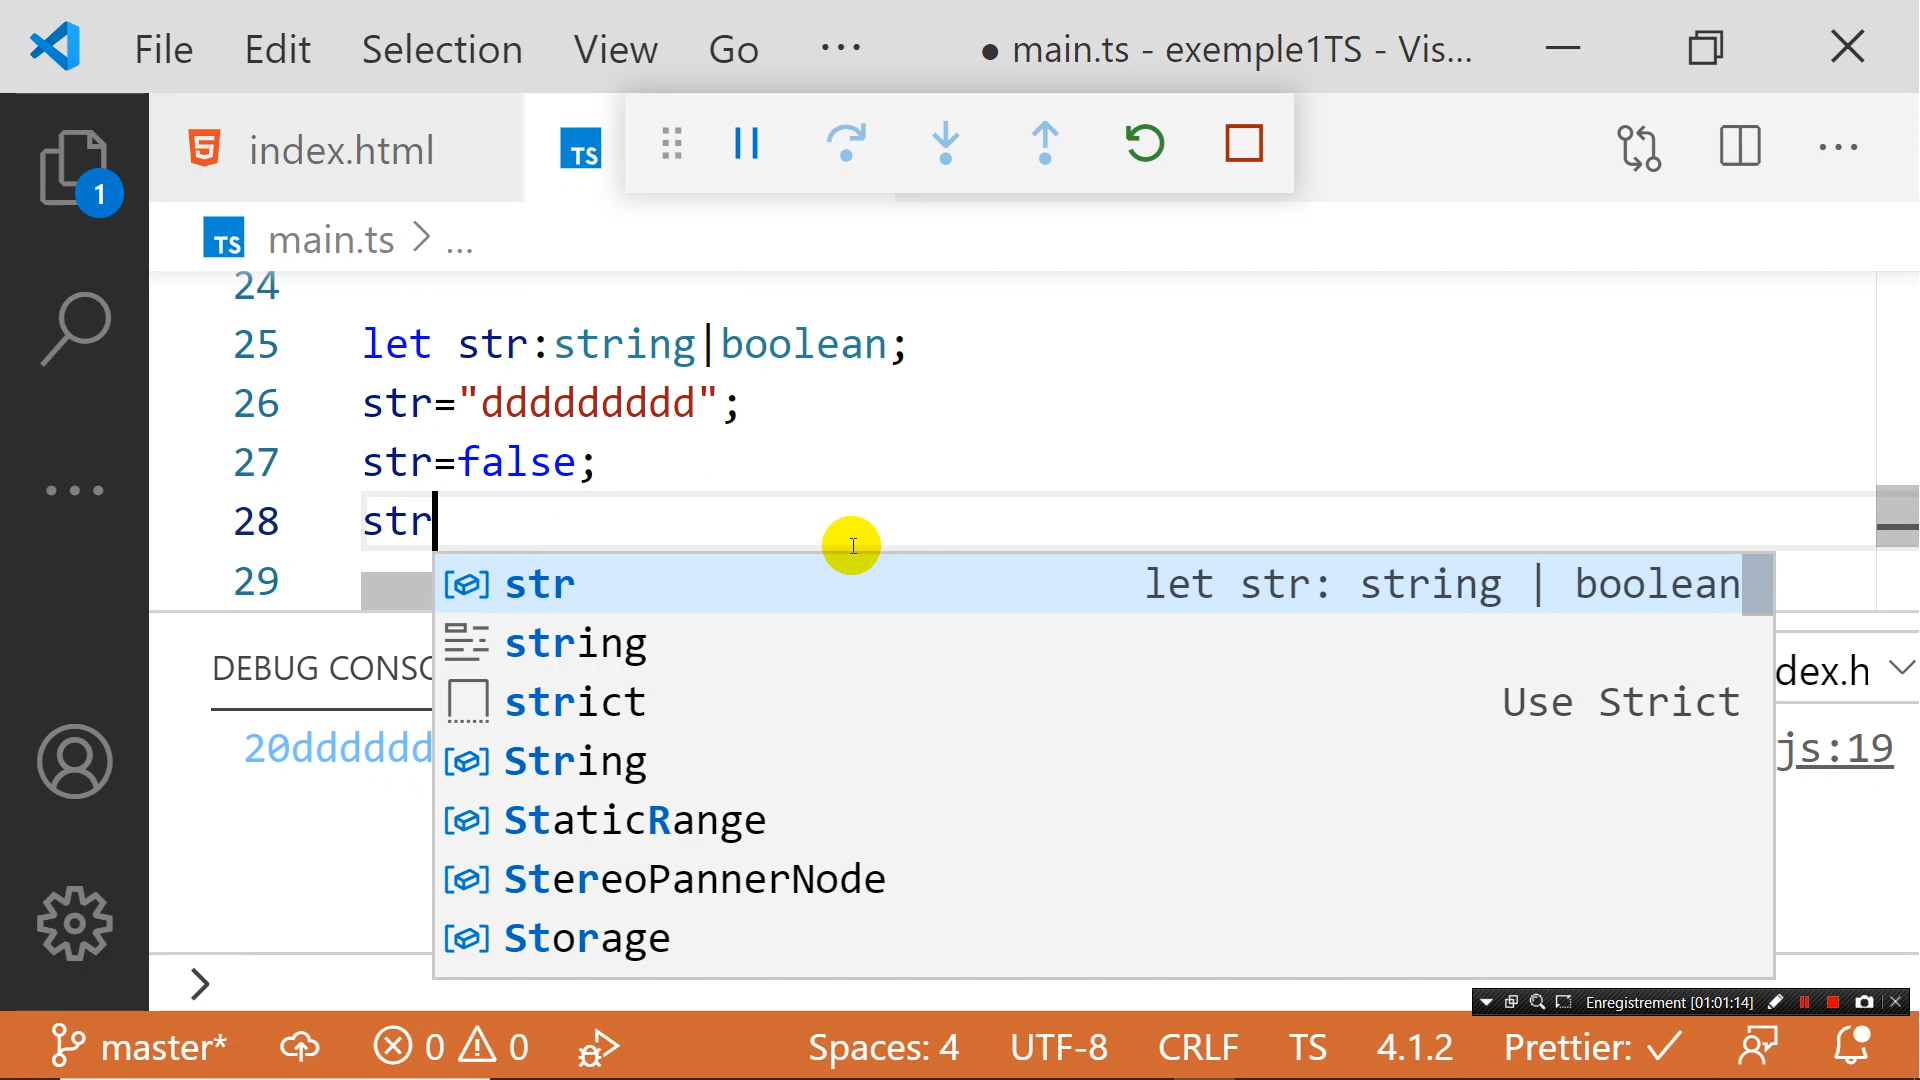 File Edit Selection View Go ··· ● main.ts - exemple1TS - Vis...
index.html TS
1
TS main.ts > ...
24
25 let str:string|boolean;
26 str="ddddddddd";
27 str=false;
28 str
29
str let str: string | boolean
string
strict Use Strict
String
StaticRange
StereoPannerNode
Storage
DEBUG CONSC dex.h
20dddddd js:19
>
Enregistrement [01:01:14]
master* 0 0 Spaces: 4 UTF-8 CRLF TS 4.1.2 Prettier: ✓